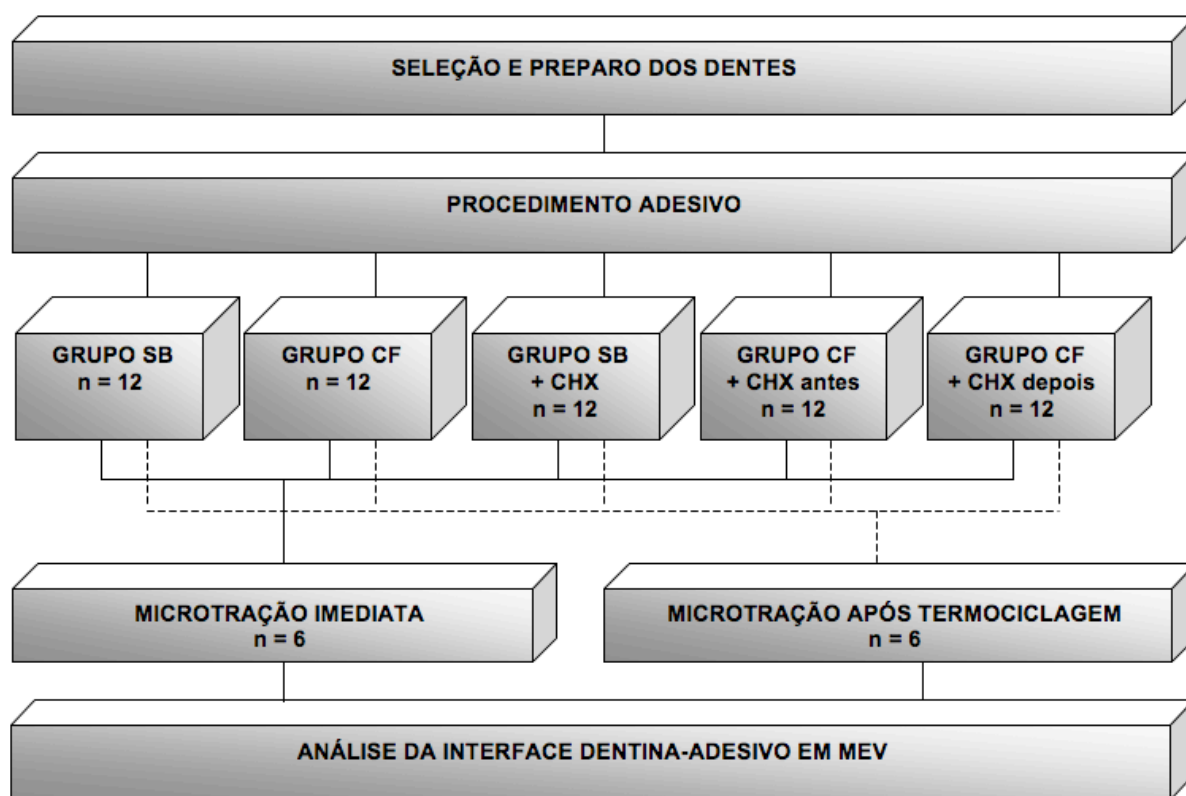 SELEÇÃO E PREPARO DOS DENTES
PROCEDIMENTO ADESIVO
GRUPO SB
n = 12
GRUPO CF
n = 12
GRUPO SB
+ CHX
n = 12
GRUPO CF
+ CHX antes
n = 12
GRUPO CF
+ CHX depois
n = 12
MICROTRAÇÃO IMEDIATA
n = 6
MICROTRAÇÃO APÓS TERMOCICLAGEM
n = 6
ANÁLISE DA INTERFACE DENTINA-ADESIVO EM MEV